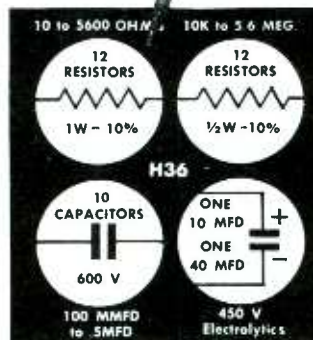 10 to 5600 OHMS
12
RESISTORS
1W - 10%
10K to 5.6 MEG.
12
RESISTORS
½W -10%
H36
10
CAPACITORS
600 V
100 MMFD
to .5MFD
ONE
10 MFD
ONE
40 MFD
+
−
450 V
Electrolytics